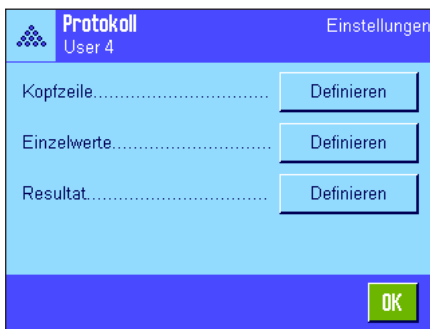 Protokoll Einstellungen
User 4
Kopfzeile.............................. Definieren
Einzelwerte........................... Definieren
Resultat............................... Definieren
OK